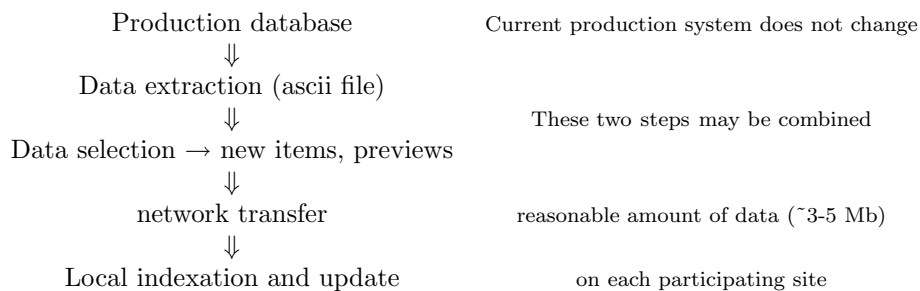 Production database Current production system does not change
⇓
Data extraction (ascii file)
⇓ These two steps may be combined
Data selection → new items, previews
⇓
network transfer reasonable amount of data (˜3-5 Mb)
⇓
Local indexation and update on each participating site